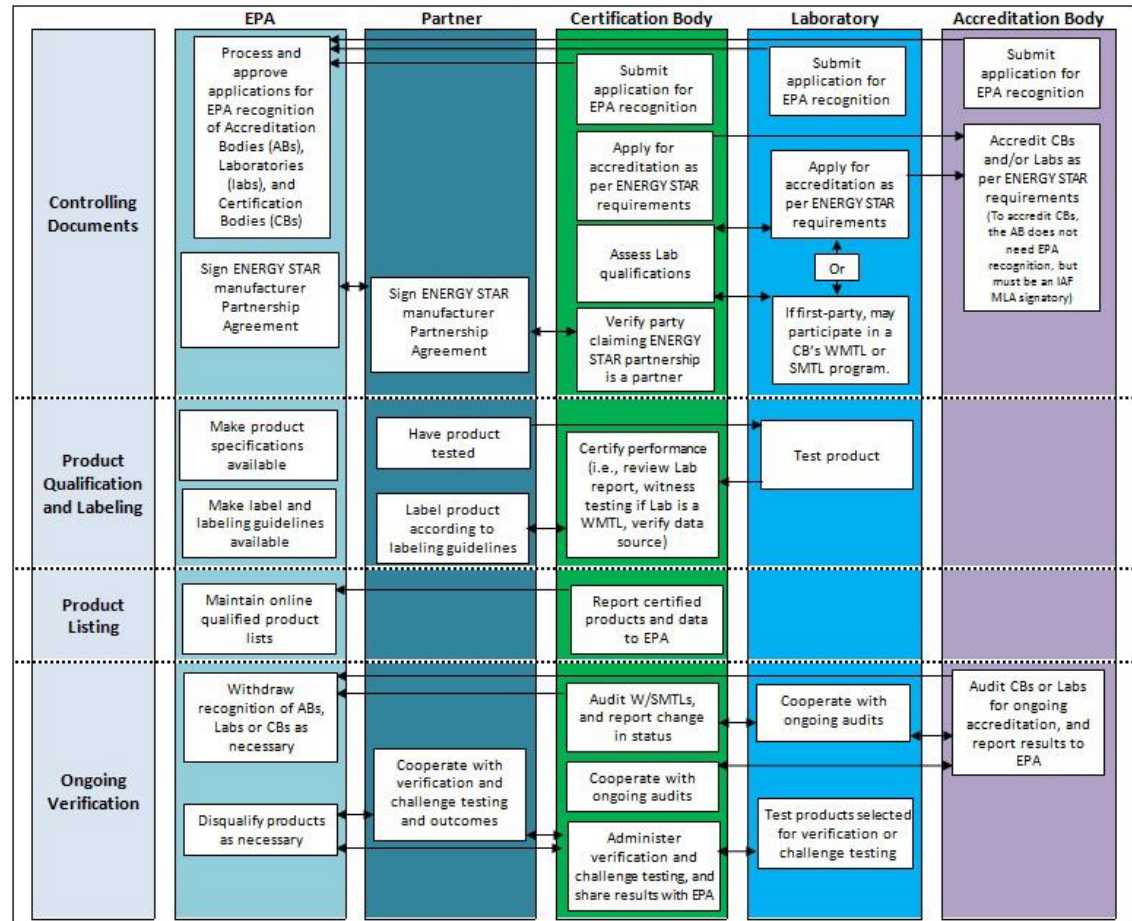 EPA
Partner
Certification Body
Laboratory
Accreditation Body
Controlling
Documents
Process and
approve
applications for
EPA recognition
of Accreditation
Bodies (ABs),
Laboratories
(labs), and
Certification
Bodies (CBs)
Submit
application for
EPA recognition
Submit
application for
EPA recognition
Submit
application for
EPA recognition
Apply for
accreditation as
per ENERGY STAR
requirements
Apply for
accreditation as
per ENERGY STAR
requirements
Accredit CBs
and/or Labs as
per ENERGY STAR
requirements
(To accredit CBs,
the AB does not
need EPA
recognition, but
must be an IAF
MLA signatory)
Assess Lab
qualifications
Or
Sign ENERGY STAR
manufacturer
Partnership
Agreement
Sign ENERGY STAR
manufacturer
Partnership
Agreement
Verify party
claiming ENERGY
STAR partnership
is a partner
If first-party, may
participate in a
CB's WMTL or
SMTL program.
Product
Qualification
and Labeling
Make product
specifications
available
Have product
tested
Certify performance
(i.e., review Lab
report, witness
testing if Lab is a
WMTL, verify data
source)
Test product
Make label and
labeling guidelines
available
Label product
according to
labeling guidelines
Product
Listing
Maintain online
qualified product
lists
Report certified
products and data
to EPA
Ongoing
Verification
Withdraw
recognition of ABs,
Labs or CBs as
necessary
Audit W/SMTLs,
and report change
in status
Cooperate with
ongoing audits
Audit CBs or Labs
for ongoing
accreditation, and
report results to
EPA
Cooperate with
verification and
challenge testing
and outcomes
Cooperate with
ongoing audits
Disqualify products
as necessary
Administer
verification and
challenge testing, and
share results with EPA
Test products selected
for verification or
challenge testing